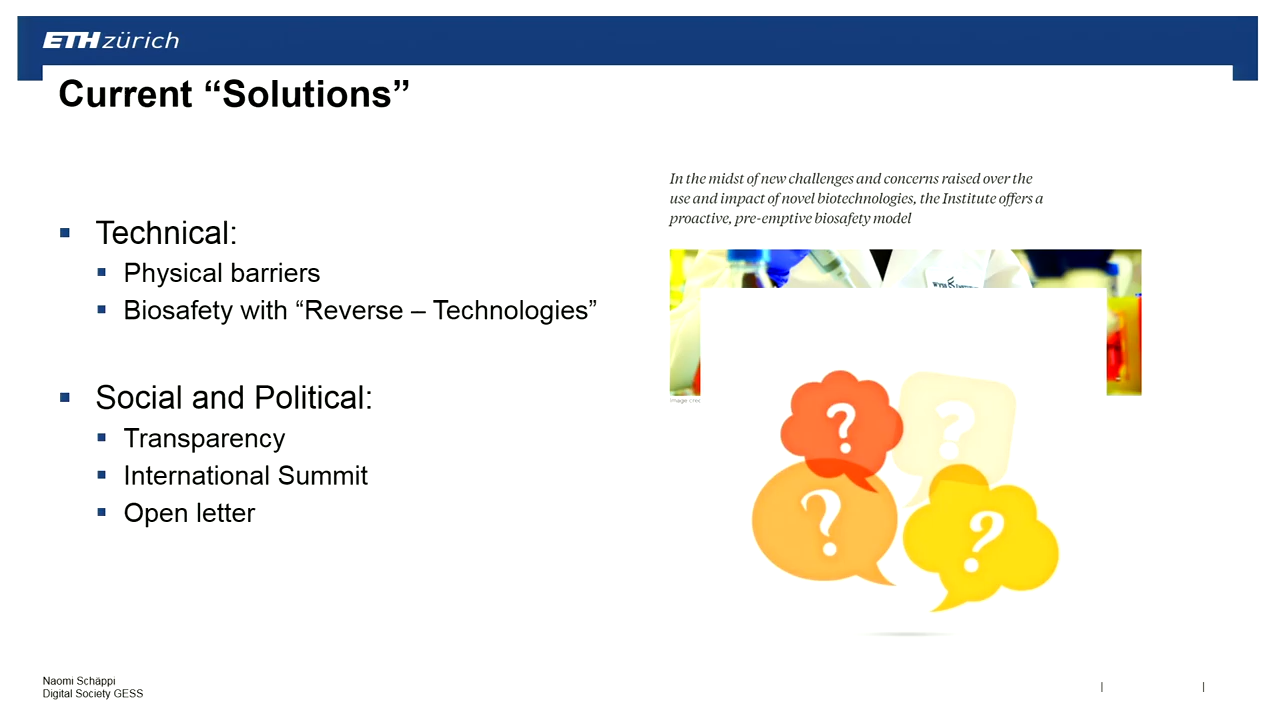 ETH zürich
Current “Solutions”
In the midst of new challenges and concerns raised over the
use and impact of novel biotechnologies, the Institute offers a
proactive, pre-emptive biosafety model
▪ Technical:
▪ Physical barriers
▪ Biosafety with “Reverse – Technologies”
▪ Social and Political:
▪ Transparency
▪ International Summit
▪ Open letter
?
?
?
?
Naomi Schäppi
Digital Society GESS
| |